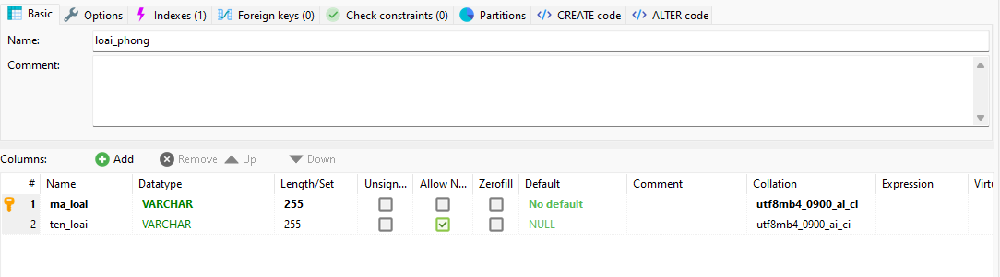 Basic Options Indexes (1) Foreign keys (0) Check constraints (0) Partitions CREATE code ALTER code
Name: loai_phong
Comment:
Columns: Add Remove Up Down
# Name Datatype Length/Set Unsign... Allow N... Zerofill Default Comment Collation Expression Virtu
1 ma_loai VARCHAR 255 No default utf8mb4_0900_ai_ci
2 ten_loai VARCHAR 255 NULL utf8mb4_0900_ai_ci